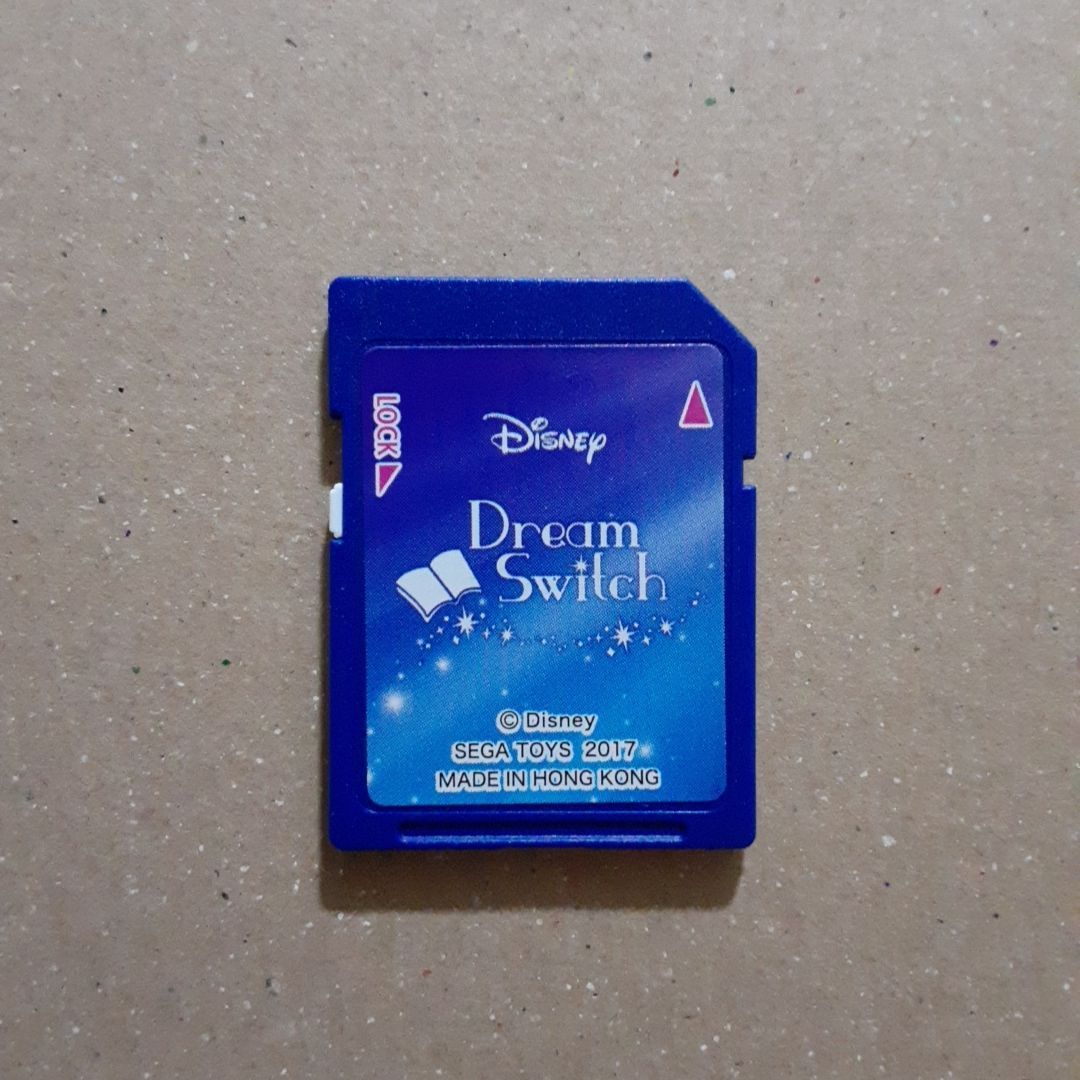 LOCK
Disney
Dream
Switch
© Disney
SEGA TOYS 2017
MADE IN HONG KONG